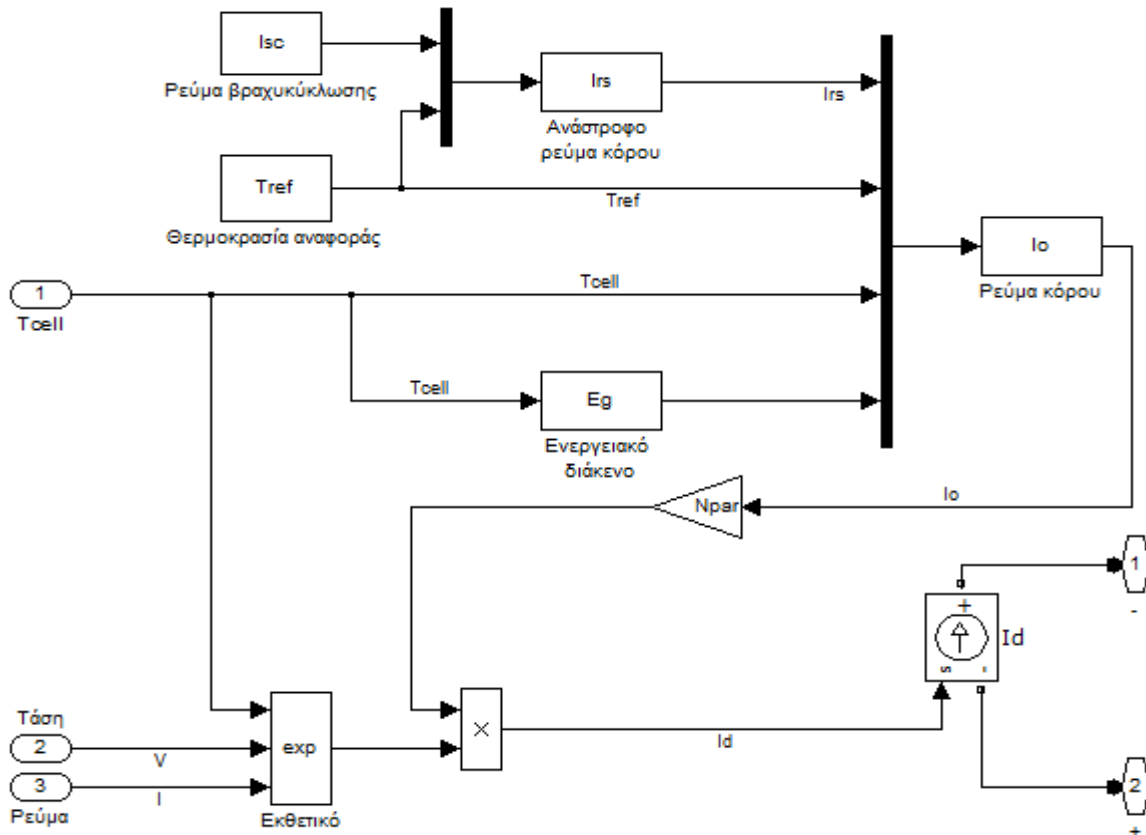 Isc
Ρεύμα βραχυκύκλωσης
Irs
Irs
Ανάστροφο
ρεύμα κόρου
Tref
Tref
Θερμοκρασία αναφοράς
Io
Ρεύμα κόρου
1
Tcell
Tcell
Tcell
Eg
Ενεργειακό
διάκενο
Npar
Io
1
-
+
Id
s
-
Τάση
2
V
exp
×
Id
3
I
Ρεύμα
Εκθετικό
2
+